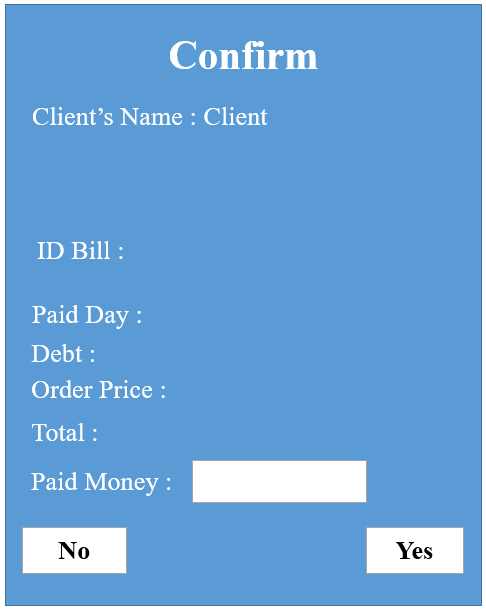 Confirm
Client’s Name : Client
ID Bill :
Paid Day :
Debt :
Order Price :
Total :
Paid Money :
No
Yes